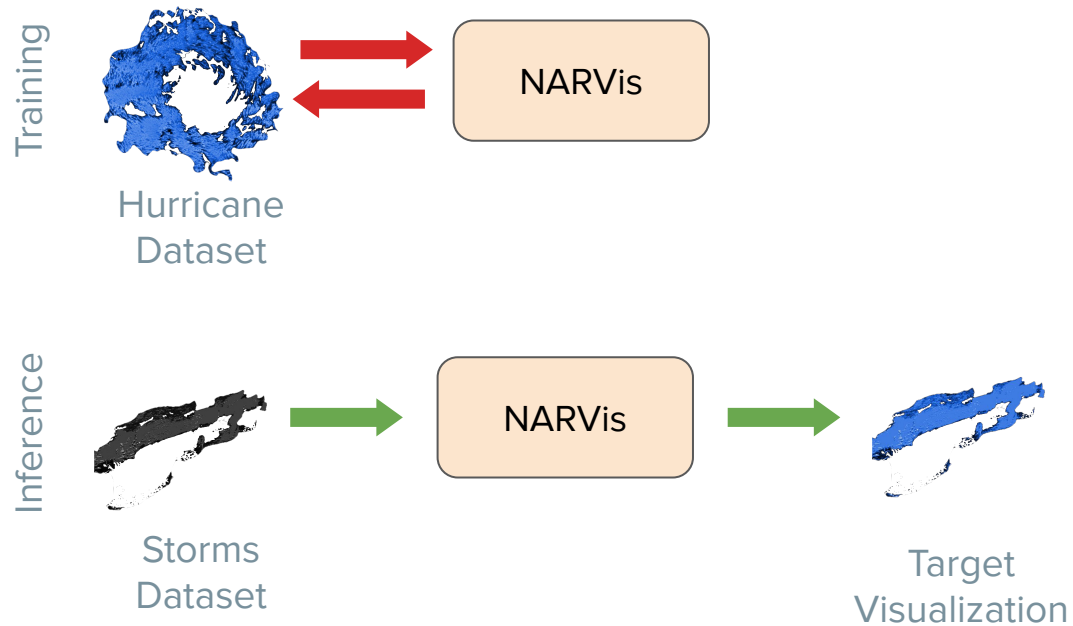 Training
NARVis
Hurricane
Dataset
Inference
NARVis
Storms
Dataset
Target
Visualization